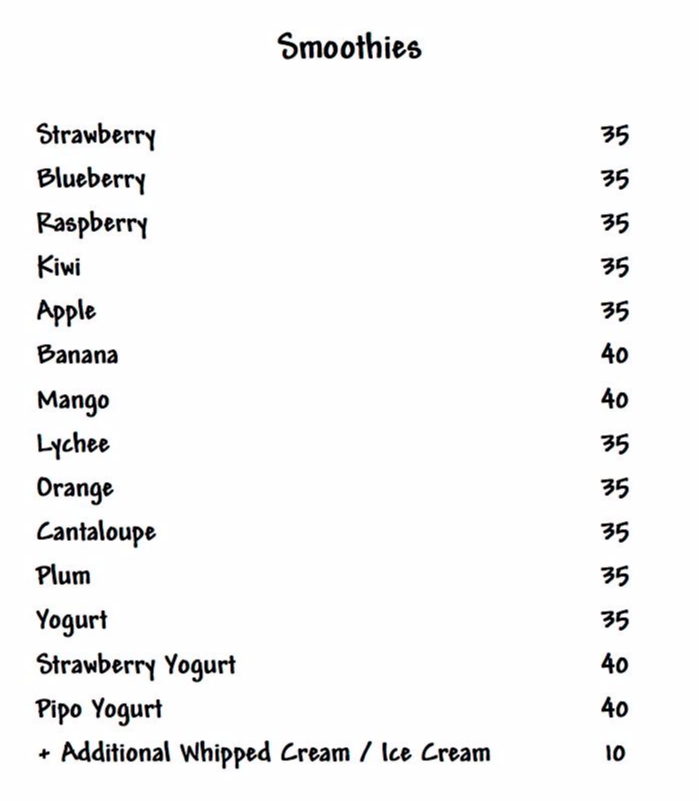 Smoothies
Strawberry 35
Blueberry 35
Raspberry 35
Kiwi 35
Apple 35
Banana 40
Mango 40
Lychee 35
Orange 35
Cantaloupe 35
Plum 35
Yogurt 35
Strawberry Yogurt 40
Pipo Yogurt 40
+ Additional Whipped Cream / Ice Cream 10